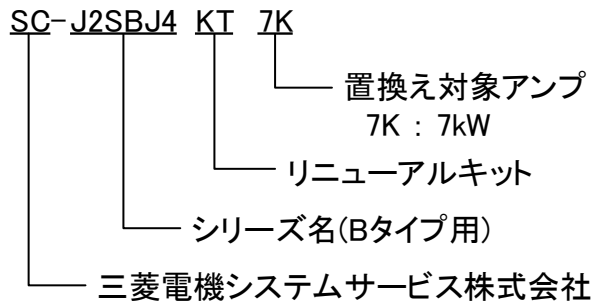 SC-J2SBJ4 KT 7K
置換え対象アンプ
7K : 7kW
リニューアルキット
シリーズ名(Bタイプ用)
三菱電機システムサービス株式会社